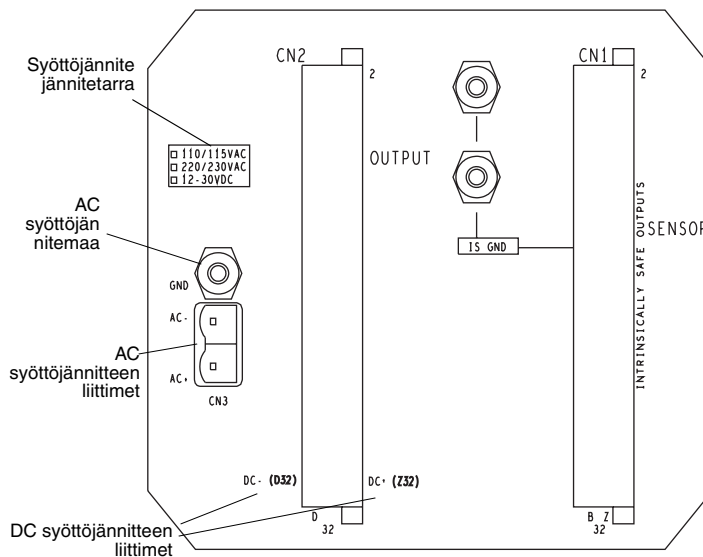 CN2
CN1
Syöttöjännite
jännitetarra
2
2
110/115VAC
220/230VAC
12-30VDC
OUTPUT
AC
syöttöjän
nitemaa
SENSOR
IS GND
INTRINSICALLY SAFE OUTPUTS
GND
AC-
AC
syöttöjännitteen
liittimet
AC+
CN3
DC- (D32)
DC+ (Z32)
D
32
B Z
32
DC syöttöjännitteen
liittimet